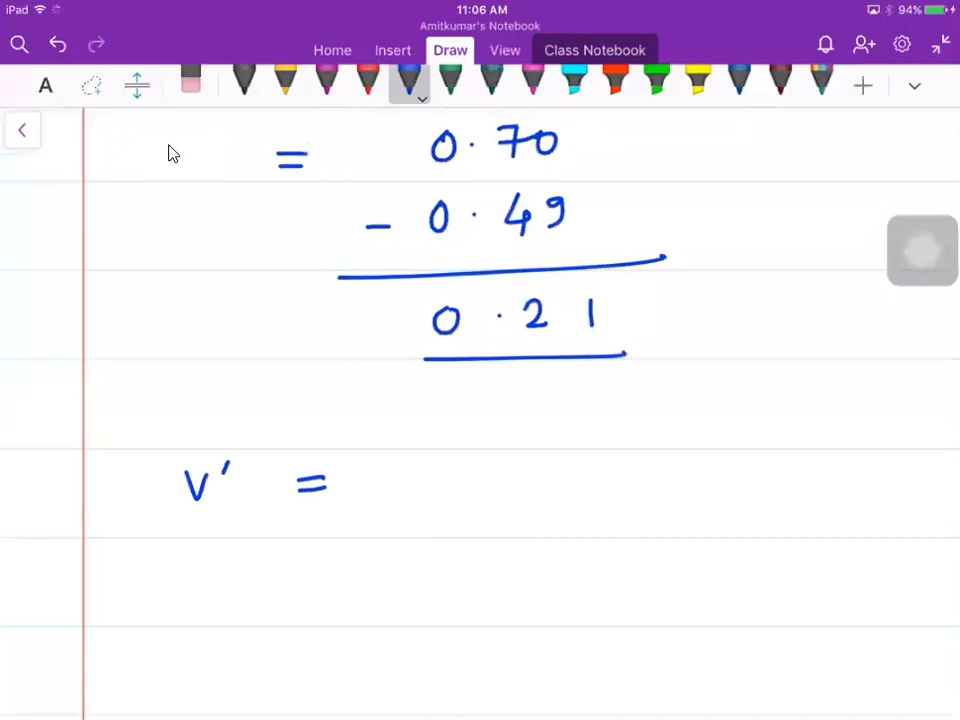 iPad 11:06 AM 94%
Amitkumar's Notebook
Home Insert Draw View Class Notebook
A
= 0.70
- 0.49
0.21
v' =